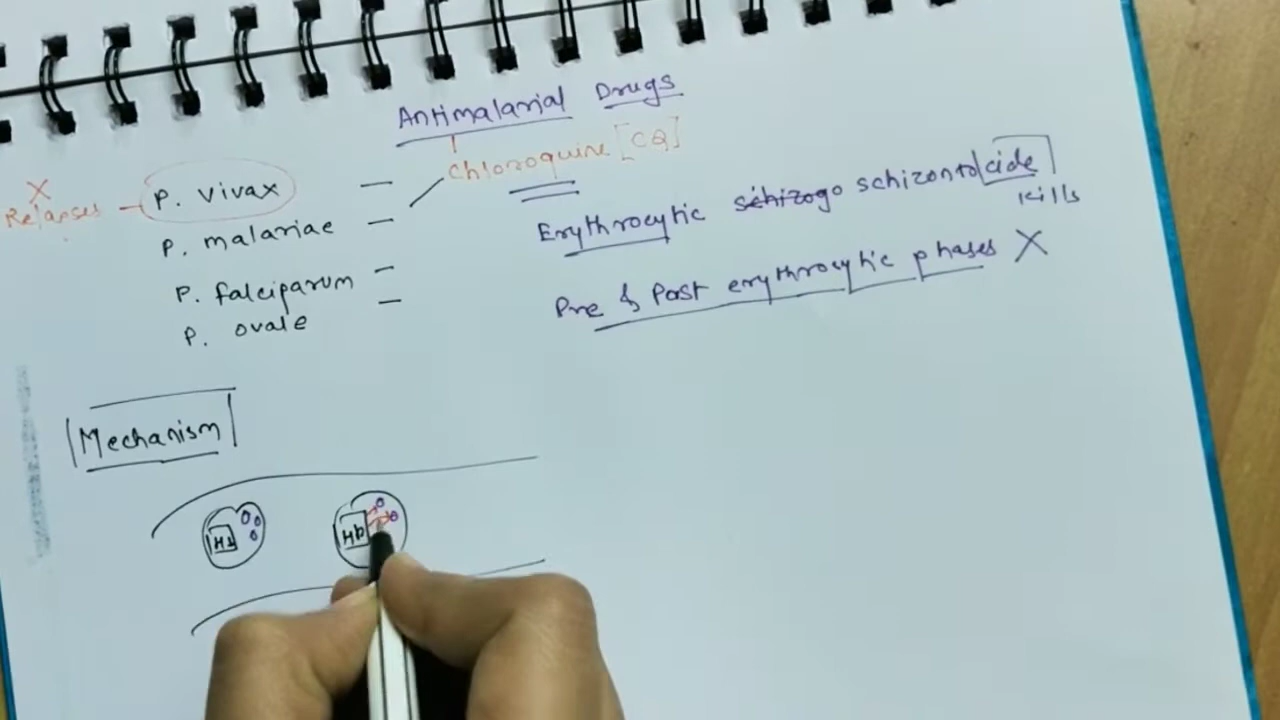 Antimalarial Drugs
Chloroquine [CQ]
X
Relapses - P. vivax
P. malariae
P. falciparum
P. ovale
Erythrocytic schizogo schizontocide
kills
Pre & Post erythrocytic phases X
Mechanism
Hb
Hb